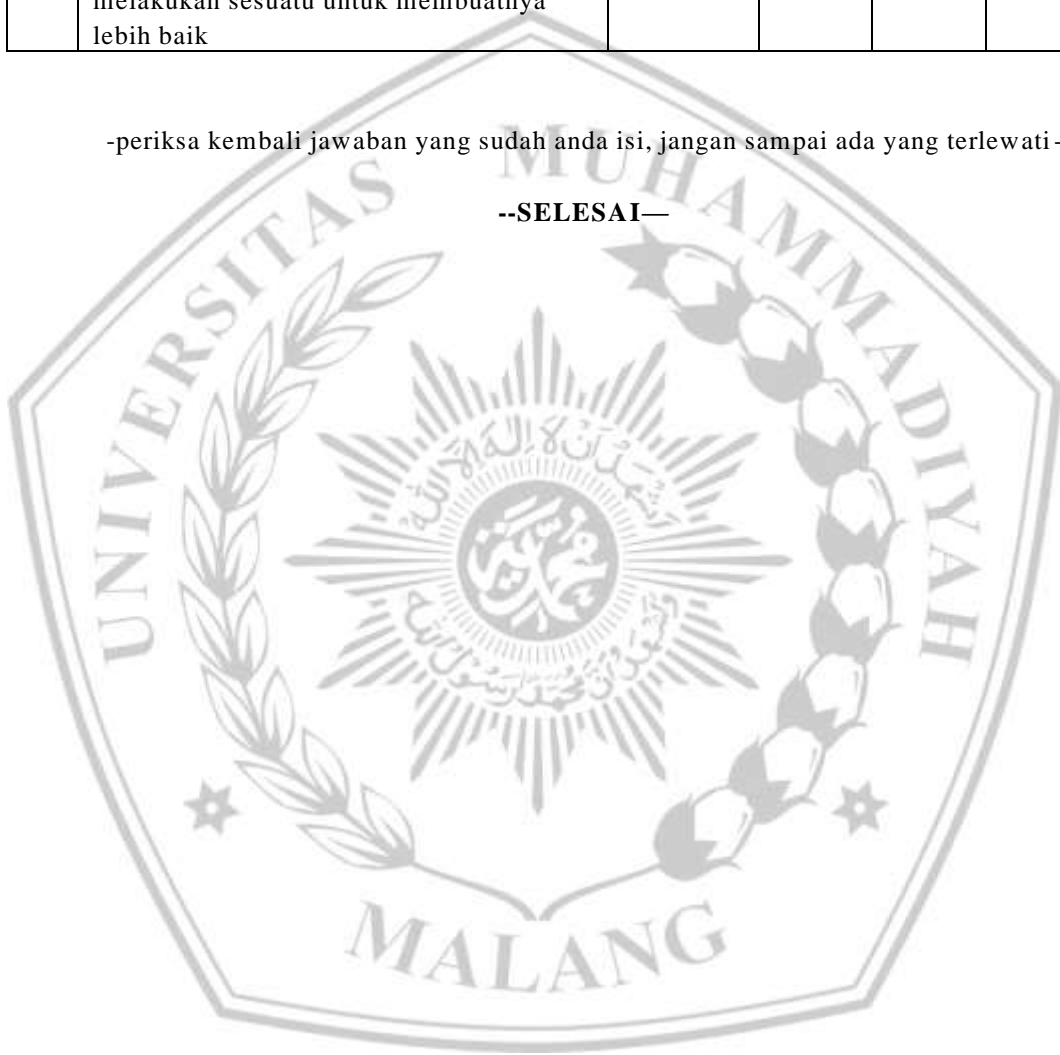 melakukan sesuatu untuk membuatnya
lebih baik
-periksa kembali jawaban yang sudah anda isi, jangan sampai ada yang terlewati-
--SELESAI—
UNIVERSITAS MUHAMMADIYAH
MALANG